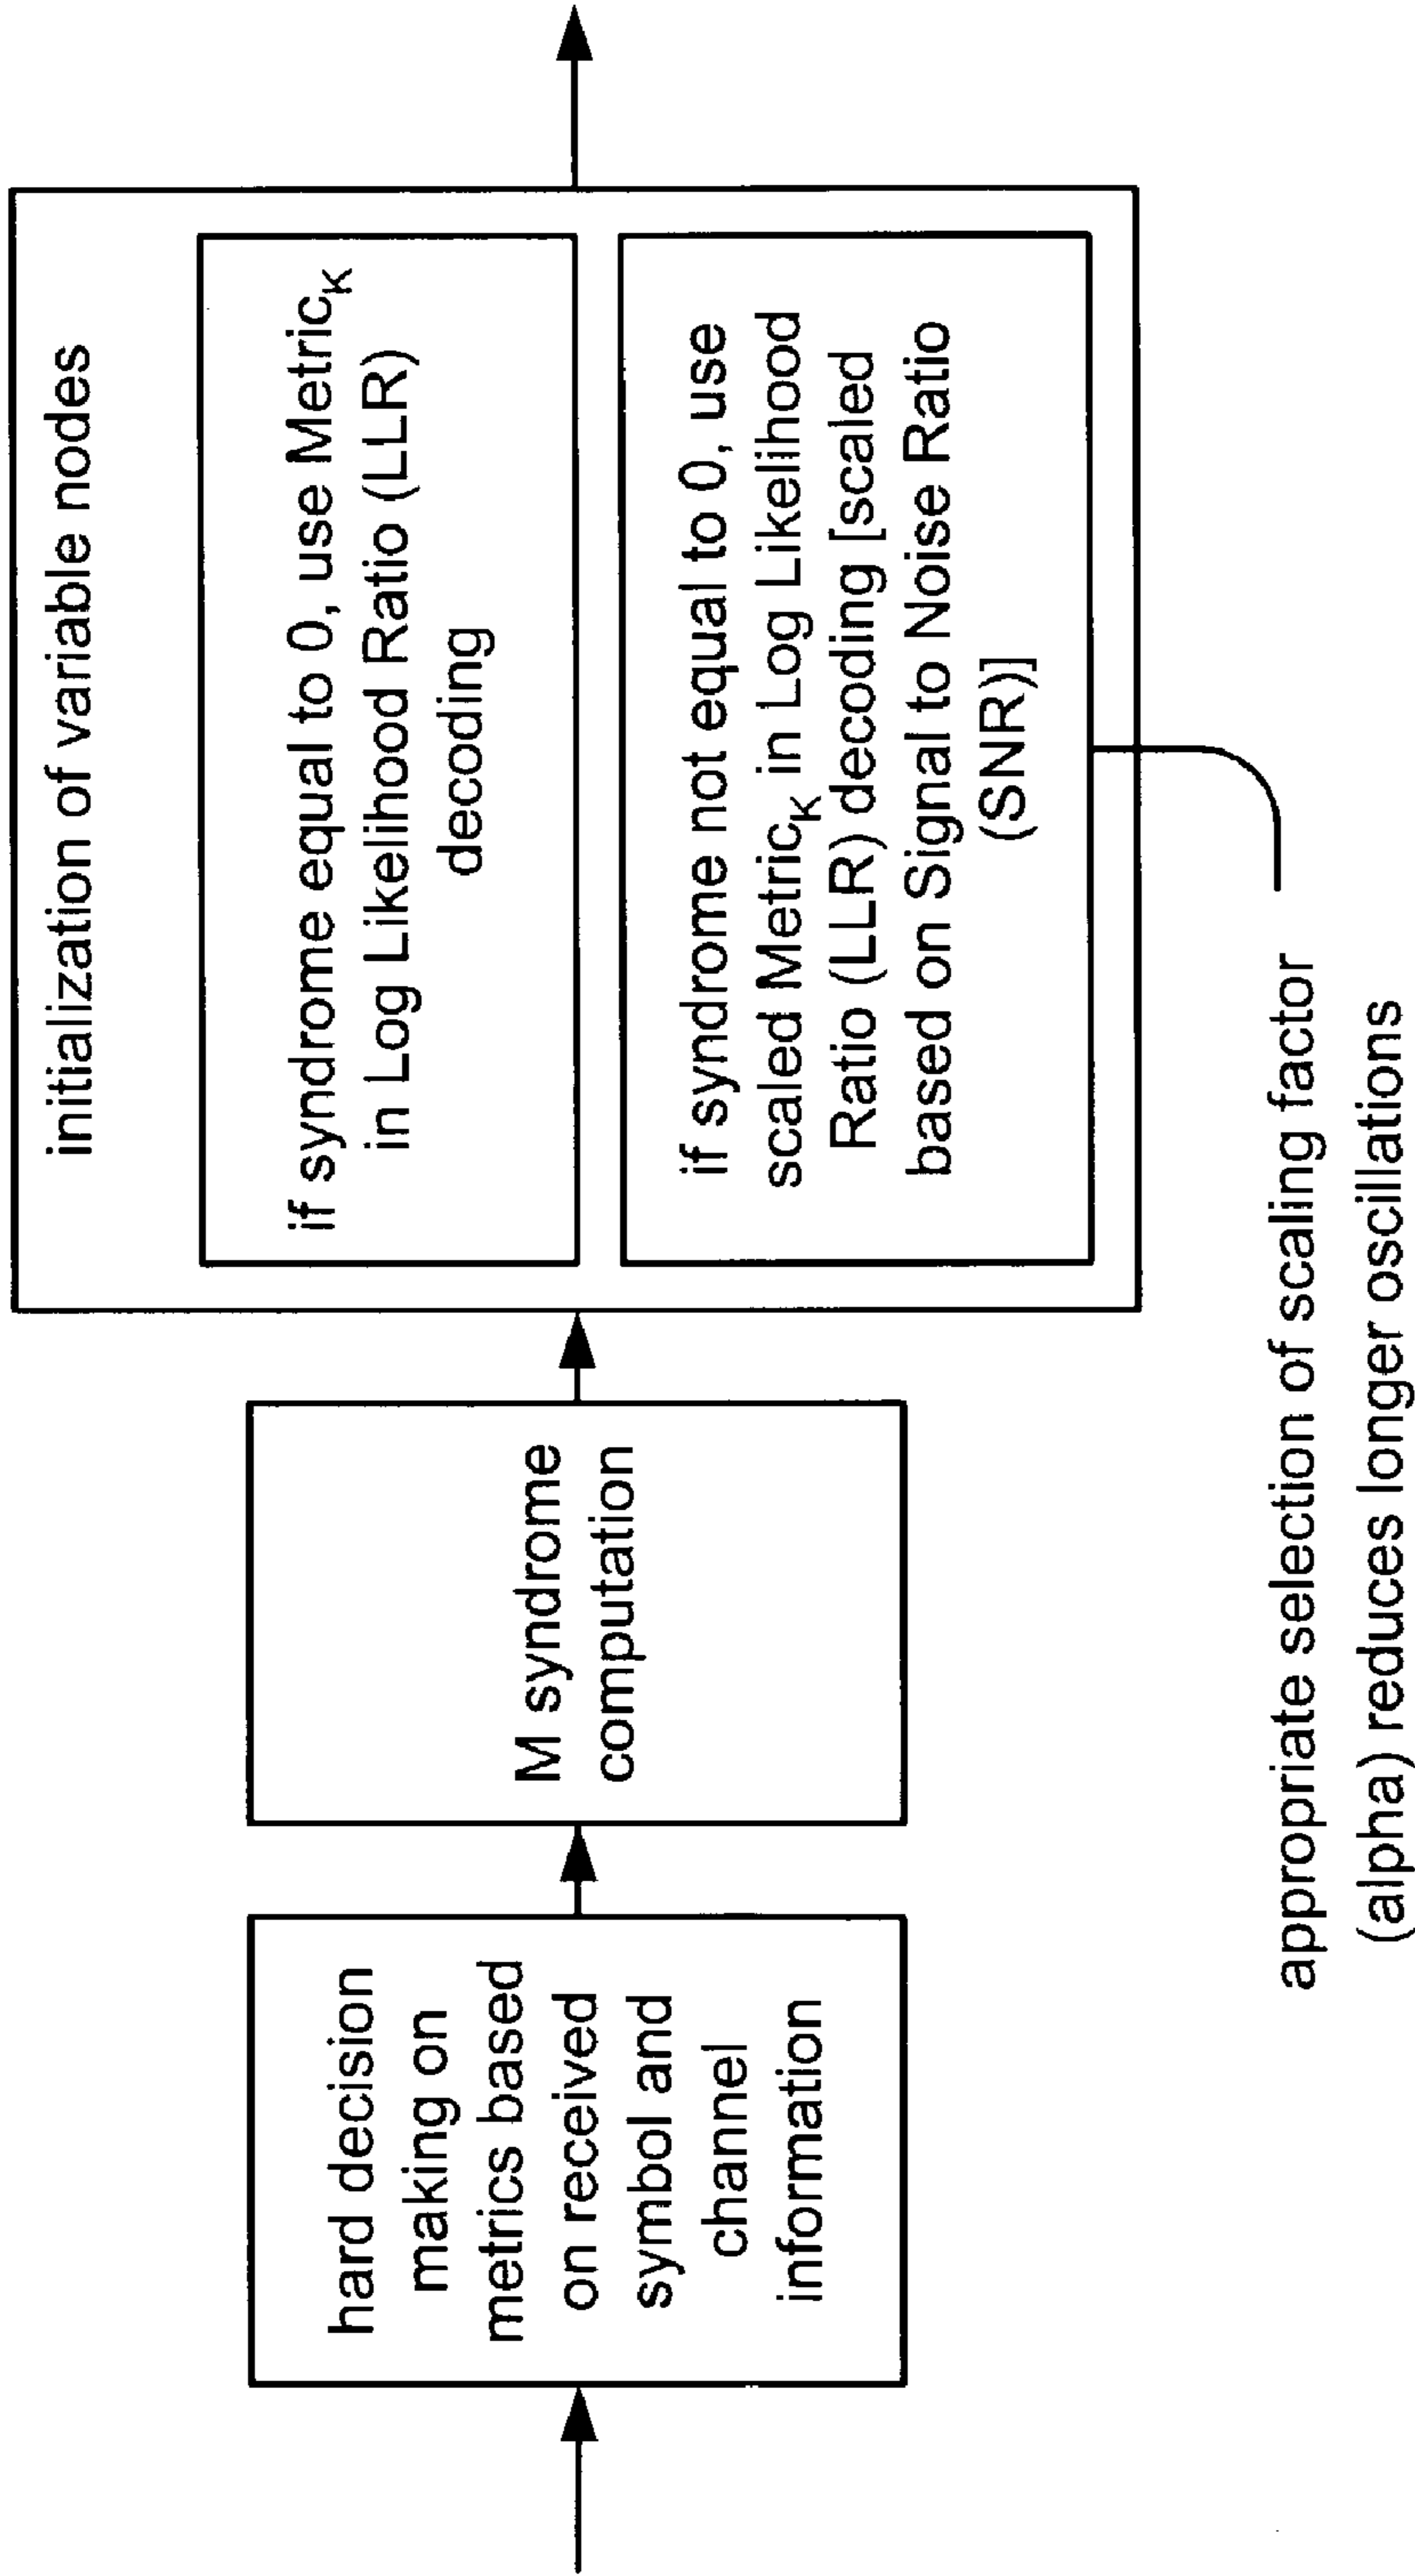 hard decision
making on
metrics based
on received
symbol and
channel
information
M syndrome
computation
initialization of variable nodes
if syndrome equal to 0, use Metric_K
in Log Likelihood Ratio (LLR)
decoding
if syndrome not equal to 0, use
scaled Metric_K in Log Likelihood
Ratio (LLR) decoding [scaled
based on Signal to Noise Ratio
(SNR)]
appropriate selection of scaling factor
(alpha) reduces longer oscillations